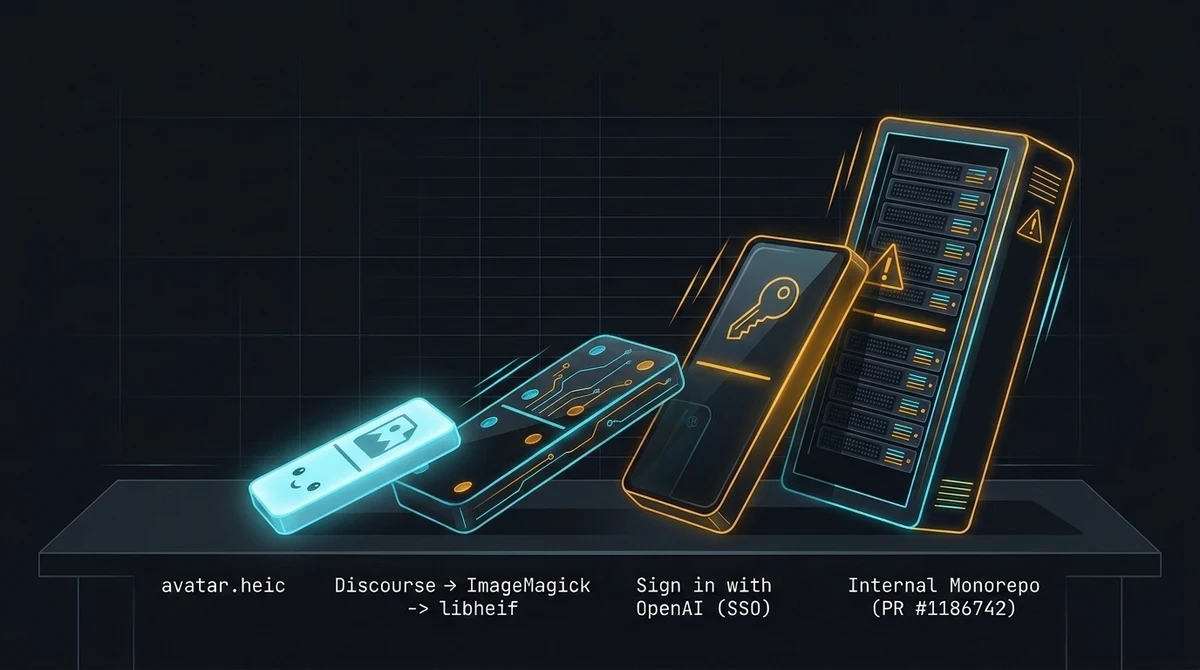 avatar.heic
Discourse → ImageMagick
-> libheif
Sign in with
OpenAI (SSO)
Internal Monorepo
(PR #1186742)